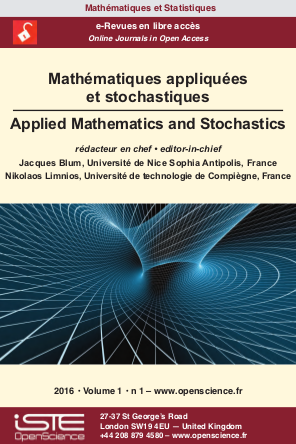 Mathématiques et Statistiques
e-Revues en libre accès
Online Journals in Open Access
Mathématiques appliquées
et stochastiques
Applied Mathematics and Stochastics
rédacteur en chef • editor-in-chief
Jacques Blum, Université de Nice Sophia Antipolis, France
Nikolaos Limnios, Université de technologie de Compiègne, France
2016 • Volume 1 • n 1 – www.openscience.fr
iSTE
OpenScience
27-37 St George's Road
London SW19 4EU — United Kingdom
+44 208 879 4580 – www.iste.co.uk